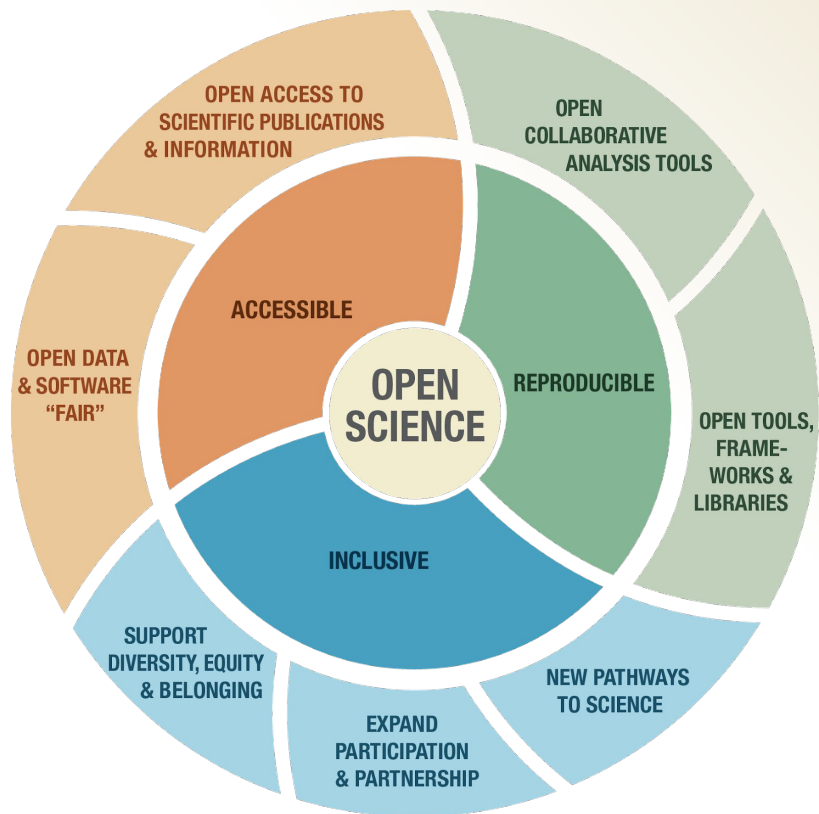 OPEN ACCESS TO
SCIENTIFIC PUBLICATIONS
& INFORMATION
OPEN
COLLABORATIVE
ANALYSIS TOOLS
ACCESSIBLE
OPEN DATA
& SOFTWARE
“FAIR”
OPEN
SCIENCE
REPRODUCIBLE
OPEN TOOLS,
FRAME-
WORKS &
LIBRARIES
INCLUSIVE
SUPPORT
DIVERSITY, EQUITY
& BELONGING
EXPAND
PARTICIPATION
& PARTNERSHIP
NEW PATHWAYS
TO SCIENCE